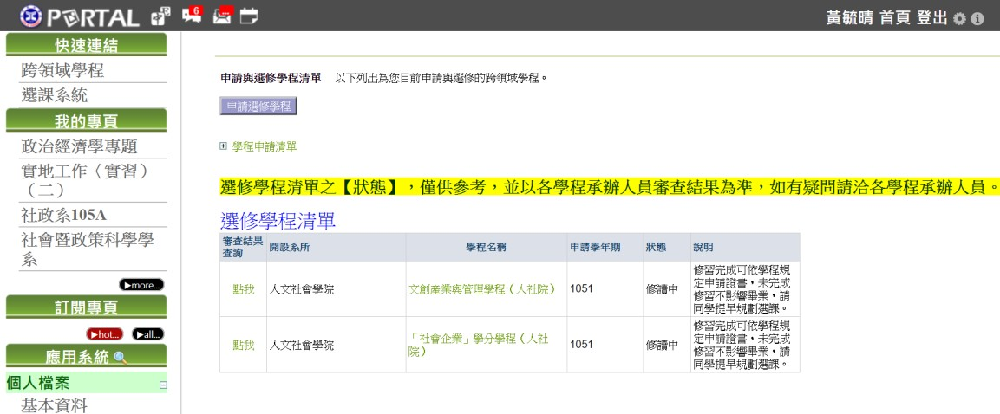 PORTAL 6 黃毓晴 首頁 登出
快速連結
跨領域學程
選課系統
我的專頁
政治經濟學專題
實地工作〈實習〉
（二）
社政系105A
社會暨政策科學學
系
more...
訂閱專頁
hot... all...
應用系統
個人檔案
基本資料
申請與選修學程清單 以下列出為您目前申請與選修的跨領域學程。
申請選修學程
學程申請清單
選修學程清單之【狀態】，僅供參考，並以各學程承辦人員審查結果為準，如有疑問請洽各學程承辦人員。
選修學程清單
審查結果
查詢
開設系所
學程名稱
申請學年期
狀態
說明
點我
人文社會學院
文創產業與管理學程（人社院）
1051
修讀中
修習完成可依學程規
定申請證書，未完成
修習不影響畢業，請
同學提早規劃選課。
點我
人文社會學院
「社會企業」學分學程（人社
院）
1051
修讀中
修習完成可依學程規
定申請證書，未完成
修習不影響畢業，請
同學提早規劃選課。